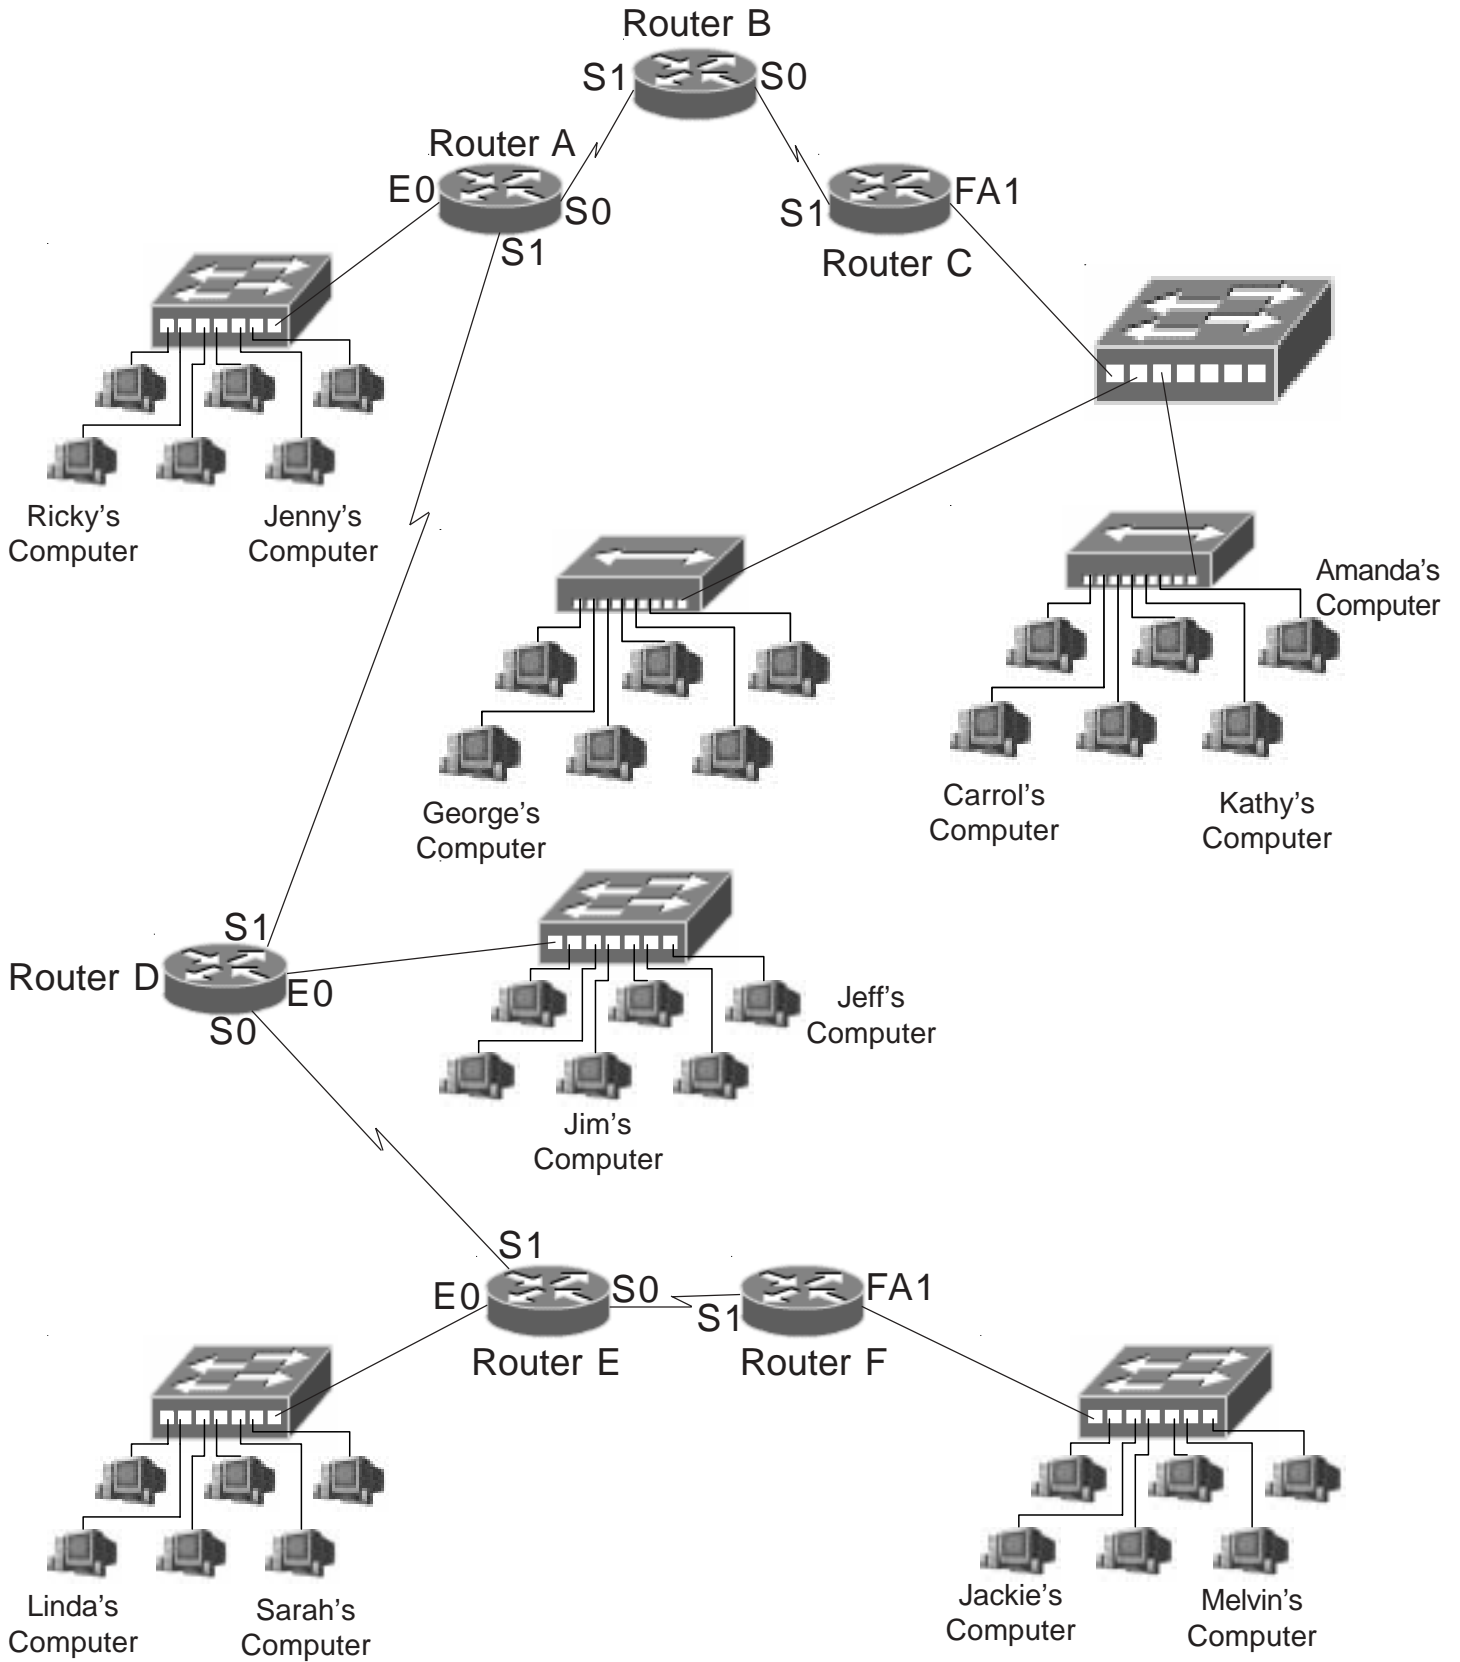 Router B
S1
S0
Router A
E0
S0
S1
S1
FA1
Router C
Ricky's
Computer
Jenny's
Computer
Amanda's
Computer
George's
Computer
Carrol's
Computer
Kathy's
Computer
S1
Router D
E0
S0
Jeff's
Computer
Jim's
Computer
S1
E0
S0
S1
FA1
Router E
Router F
Linda's
Computer
Sarah's
Computer
Jackie's
Computer
Melvin's
Computer